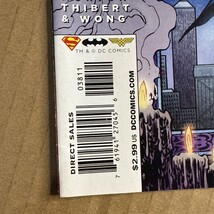 THIBERT
& WONG
TM & © DC COMICS
03811
7 61941 27045 6
DIRECT SALES
$2.99 US
DCCOMICS.COM